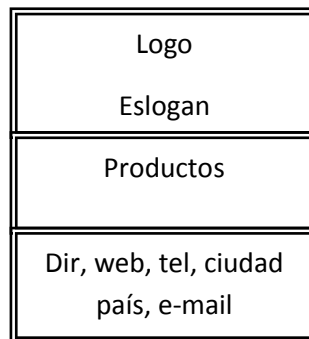 Logo
Eslogan
Productos
Dir, web, tel, ciudad
país, e-mail